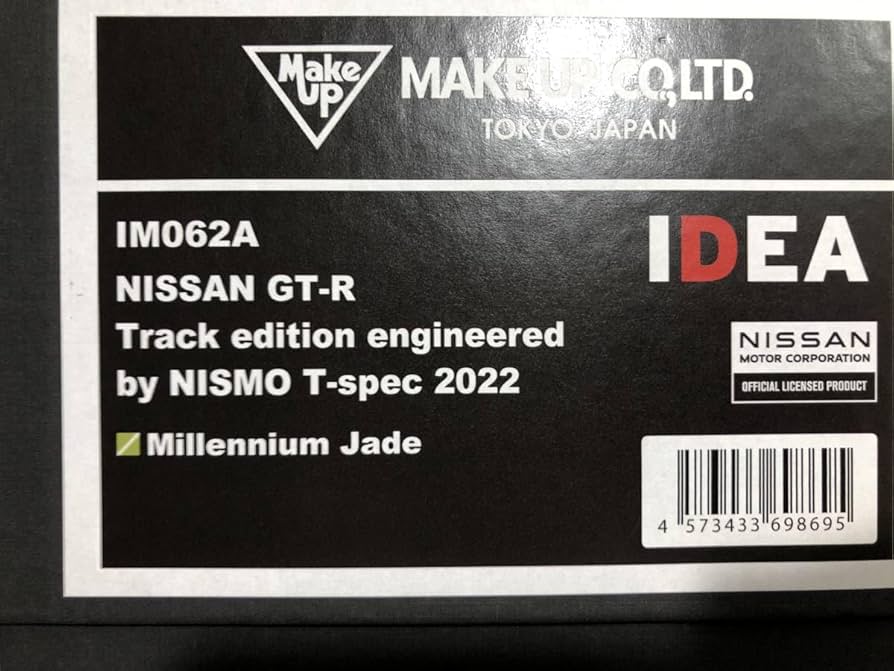 Make
UP
MAKE UP CO.,LTD.
TOKYO JAPAN
IM062A
NISSAN GT-R
Track edition engineered
by NISMO T-spec 2022
Millennium Jade
IDEA
NISSAN
MOTOR CORPORATION
OFFICIAL LICENSED PRODUCT
4 573433 698695